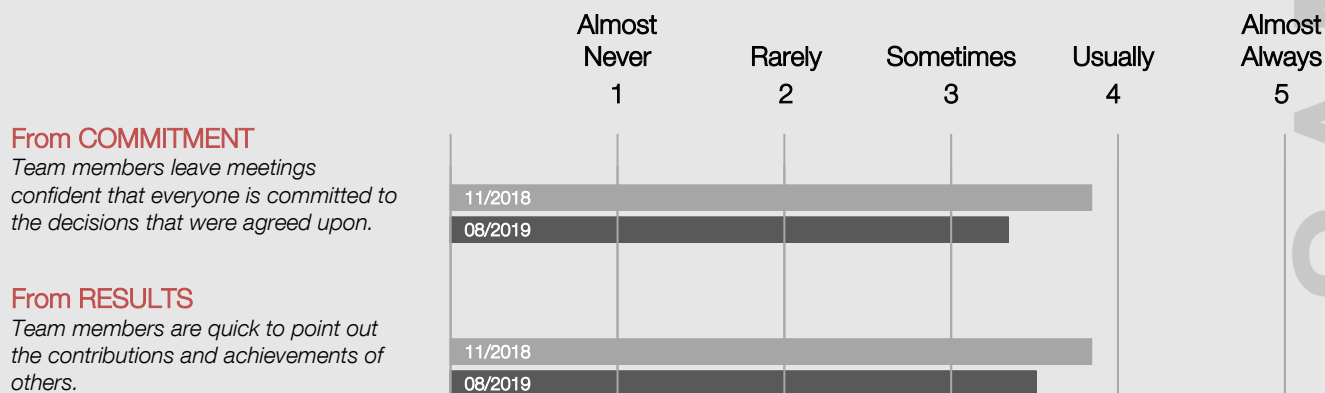 Almost Never
Rarely
Sometimes
Usually
Almost Always
1
2
3
4
5
From COMMITMENT
Team members leave meetings
confident that everyone is committed to
the decisions that were agreed upon.
11/2018
08/2019
From RESULTS
Team members are quick to point out
the contributions and achievements of
others.
11/2018
08/2019